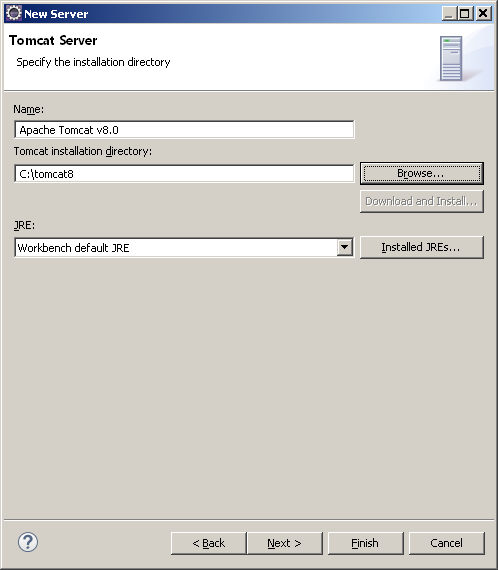 New Server
Tomcat Server
Specify the installation directory
Name:
Apache Tomcat v8.0
Tomcat installation directory:
C:\tomcat8
Browse...
Download and Install...
JRE:
Workbench default JRE
Installed JREs...
?
< Back
Next >
Finish
Cancel